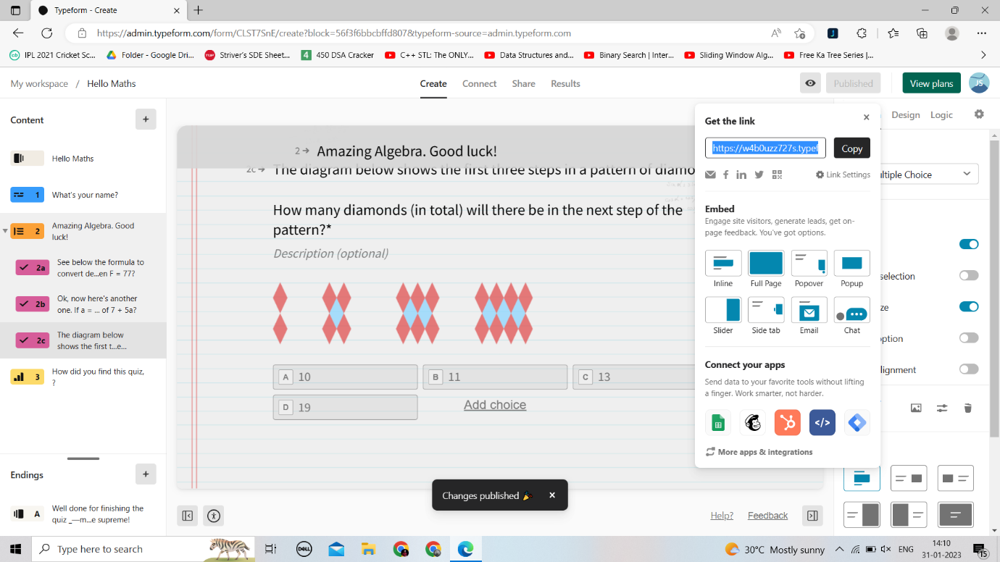 Typeform - Create
https://admin.typeform.com/form/CLST7SnE/create?block=56f3f6bbcbffd807&typeform-source=admin.typeform.com
IPL 2021 Cricket Sc...
Folder - Google Dri...
Striver's SDE Sheet...
450 DSA Cracker
C++ STL: The ONLY...
Data Structures and...
Binary Search | Inter...
Sliding Window Alg...
Free Ka Tree Series |...
My workspace / Hello Maths
Create
Connect
Share
Results
Published
View plans
JS
Content
Hello Maths
1 What's your name?
2 Amazing Algebra. Good
luck!
2a See below the formula to
convert de...en F = 77?
2b Ok, now here's another
one. If a = ... of 7 + 5a?
2c The diagram below
shows the first t...e...
3 How did you find this quiz,
?
Endings
A Well done for finishing the
quiz _—m...e supreme!
2 Amazing Algebra. Good luck!
2c The diagram below shows the first three steps in a pattern of diamo
How many diamonds (in total) will there be in the next step of the
pattern?*
Description (optional)
A 10
B 11
C 13
D 19
Add choice
Changes published
Help?
Feedback
Get the link
https://w4b0uzz727s.typef
Copy
Link Settings
Embed
Engage site visitors, generate leads, get on-
page feedback. You've got options.
Inline
Full Page
Popover
Popup
Slider
Side tab
Email
Chat
Connect your apps
Send data to your favorite tools without lifting
a finger. Work smarter, not harder.
More apps & integrations
Design
Logic
ltiple Choice
selection
ze
ption
lignment
Type here to search
DELL
30°C Mostly sunny
ENG
14:10
31-01-2023
15